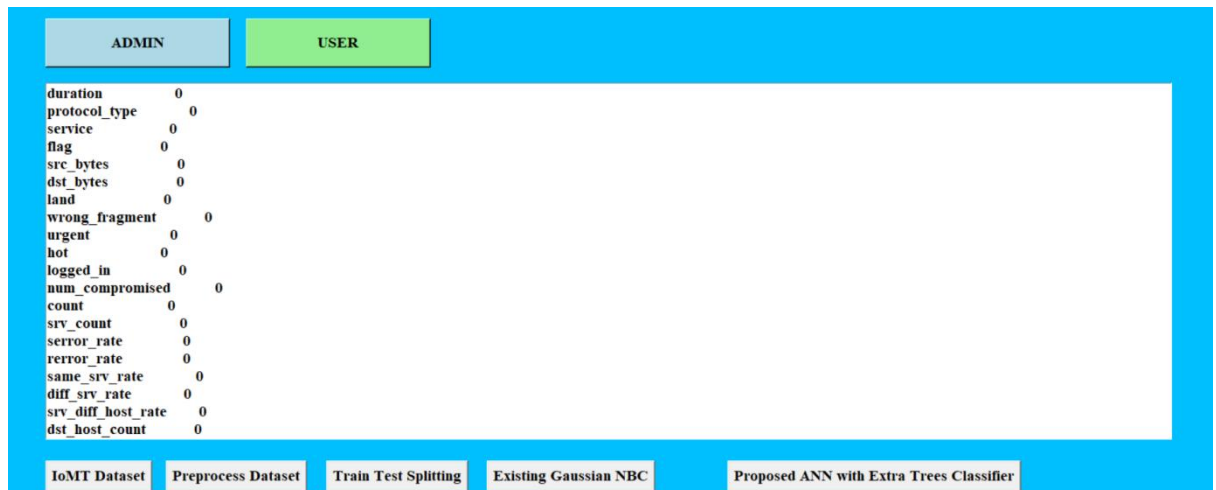 ADMIN USER
duration 0
protocol_type 0
service 0
flag 0
src_bytes 0
dst_bytes 0
land 0
wrong_fragment 0
urgent 0
hot 0
logged_in 0
num_compromised 0
count 0
srv_count 0
serror_rate 0
rerror_rate 0
same_srv_rate 0
diff_srv_rate 0
srv_diff_host_rate 0
dst_host_count 0
IoMT Dataset Preprocess Dataset Train Test Splitting Existing Gaussian NBC Proposed ANN with Extra Trees Classifier